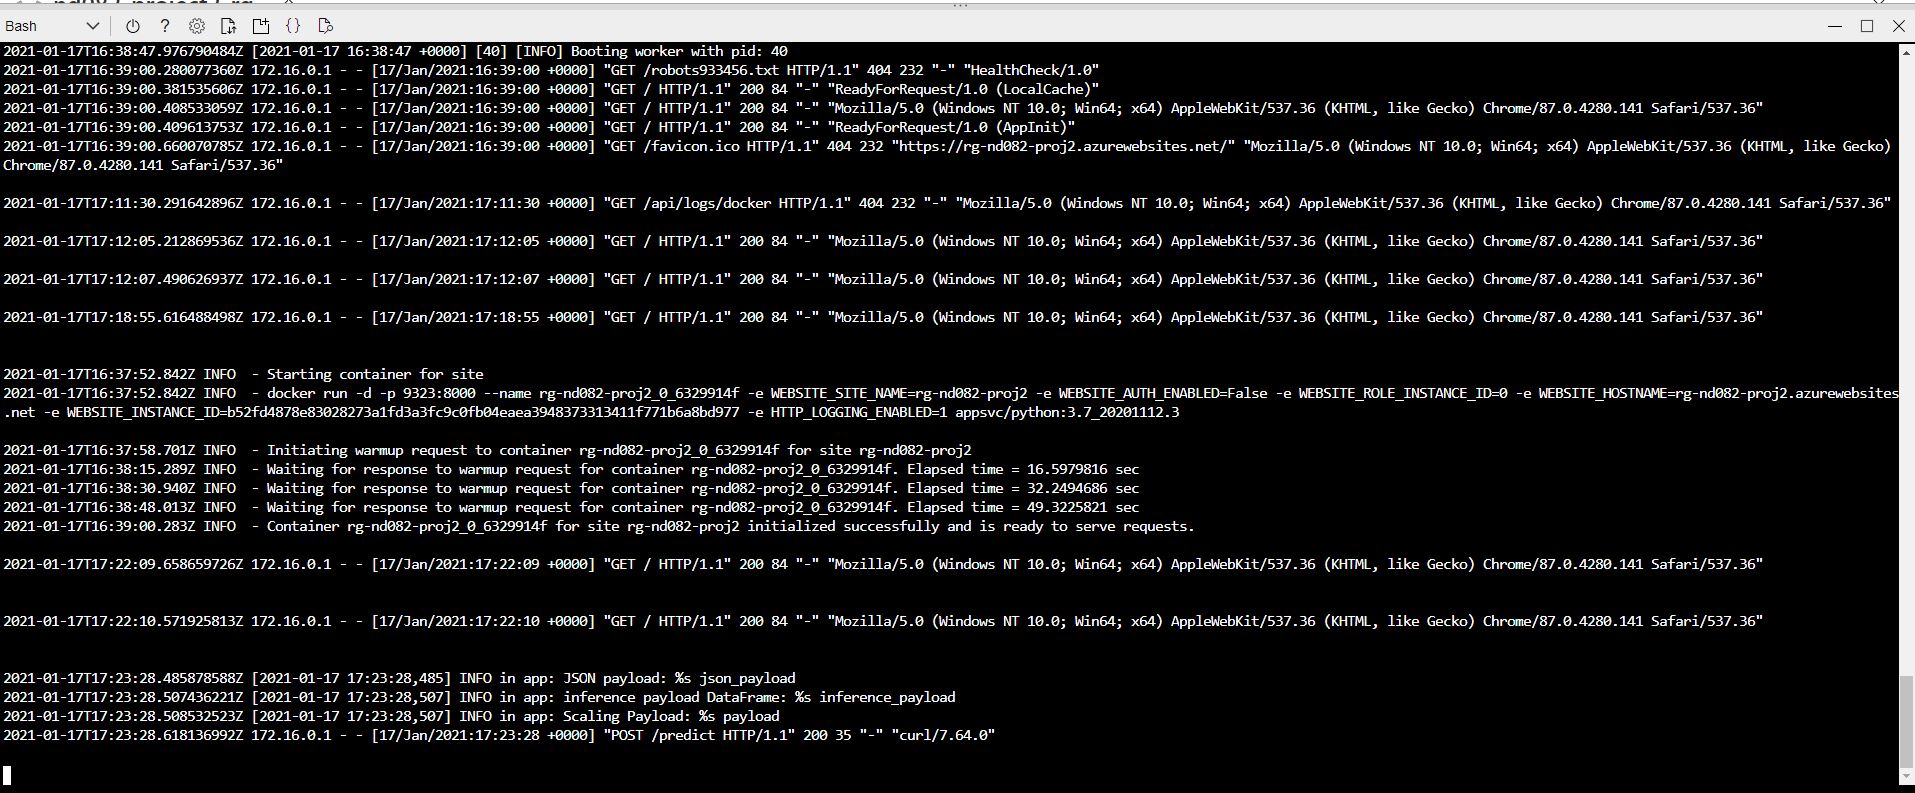 Bash
2021-01-17T16:38:47.976790484Z [2021-01-17 16:38:47 +0000] [40] [INFO] Booting worker with pid: 40
2021-01-17T16:39:00.280077360Z 172.16.0.1 - - [17/Jan/2021:16:39:00 +0000] "GET /robots933456.txt HTTP/1.1" 404 232 "-" "HealthCheck/1.0"
2021-01-17T16:39:00.381535606Z 172.16.0.1 - - [17/Jan/2021:16:39:00 +0000] "GET / HTTP/1.1" 200 84 "-" "ReadyForRequest/1.0 (LocalCache)"
2021-01-17T16:39:00.408533059Z 172.16.0.1 - - [17/Jan/2021:16:39:00 +0000] "GET / HTTP/1.1" 200 84 "-" "Mozilla/5.0 (Windows NT 10.0; Win64; x64) AppleWebKit/537.36 (KHTML, like Gecko) Chrome/87.0.4280.141 Safari/537.36"
2021-01-17T16:39:00.409613753Z 172.16.0.1 - - [17/Jan/2021:16:39:00 +0000] "GET / HTTP/1.1" 200 84 "-" "ReadyForRequest/1.0 (AppInit)"
2021-01-17T16:39:00.660070785Z 172.16.0.1 - - [17/Jan/2021:16:39:00 +0000] "GET /favicon.ico HTTP/1.1" 404 232 "https://rg-nd082-proj2.azurewebsites.net/" "Mozilla/5.0 (Windows NT 10.0; Win64; x64) AppleWebKit/537.36 (KHTML, like Gecko)
Chrome/87.0.4280.141 Safari/537.36"
2021-01-17T17:11:30.291642896Z 172.16.0.1 - - [17/Jan/2021:17:11:30 +0000] "GET /api/logs/docker HTTP/1.1" 404 232 "-" "Mozilla/5.0 (Windows NT 10.0; Win64; x64) AppleWebKit/537.36 (KHTML, like Gecko) Chrome/87.0.4280.141 Safari/537.36"
2021-01-17T17:12:05.212869536Z 172.16.0.1 - - [17/Jan/2021:17:12:05 +0000] "GET / HTTP/1.1" 200 84 "-" "Mozilla/5.0 (Windows NT 10.0; Win64; x64) AppleWebKit/537.36 (KHTML, like Gecko) Chrome/87.0.4280.141 Safari/537.36"
2021-01-17T17:12:07.490626937Z 172.16.0.1 - - [17/Jan/2021:17:12:07 +0000] "GET / HTTP/1.1" 200 84 "-" "Mozilla/5.0 (Windows NT 10.0; Win64; x64) AppleWebKit/537.36 (KHTML, like Gecko) Chrome/87.0.4280.141 Safari/537.36"
2021-01-17T17:18:55.616488498Z 172.16.0.1 - - [17/Jan/2021:17:18:55 +0000] "GET / HTTP/1.1" 200 84 "-" "Mozilla/5.0 (Windows NT 10.0; Win64; x64) AppleWebKit/537.36 (KHTML, like Gecko) Chrome/87.0.4280.141 Safari/537.36"
2021-01-17T16:37:52.842Z INFO  - Starting container for site
2021-01-17T16:37:52.842Z INFO  - docker run -d -p 9323:8000 --name rg-nd082-proj2_0_6329914f -e WEBSITE_SITE_NAME=rg-nd082-proj2 -e WEBSITE_AUTH_ENABLED=False -e WEBSITE_ROLE_INSTANCE_ID=0 -e WEBSITE_HOSTNAME=rg-nd082-proj2.azurewebsites
.net -e WEBSITE_INSTANCE_ID=b52fd4878e83028273a1fd3a3fc9c0fb04eaea3948373313411f771b6a8bd977 -e HTTP_LOGGING_ENABLED=1 appsvc/python:3.7_20201112.3
2021-01-17T16:37:58.701Z INFO  - Initiating warmup request to container rg-nd082-proj2_0_6329914f for site rg-nd082-proj2
2021-01-17T16:38:15.289Z INFO  - Waiting for response to warmup request for container rg-nd082-proj2_0_6329914f. Elapsed time = 16.5979816 sec
2021-01-17T16:38:30.940Z INFO  - Waiting for response to warmup request for container rg-nd082-proj2_0_6329914f. Elapsed time = 32.2494686 sec
2021-01-17T16:38:48.013Z INFO  - Waiting for response to warmup request for container rg-nd082-proj2_0_6329914f. Elapsed time = 49.3225821 sec
2021-01-17T16:39:00.283Z INFO  - Container rg-nd082-proj2_0_6329914f for site rg-nd082-proj2 initialized successfully and is ready to serve requests.
2021-01-17T17:22:09.658659726Z 172.16.0.1 - - [17/Jan/2021:17:22:09 +0000] "GET / HTTP/1.1" 200 84 "-" "Mozilla/5.0 (Windows NT 10.0; Win64; x64) AppleWebKit/537.36 (KHTML, like Gecko) Chrome/87.0.4280.141 Safari/537.36"
2021-01-17T17:22:10.571925813Z 172.16.0.1 - - [17/Jan/2021:17:22:10 +0000] "GET / HTTP/1.1" 200 84 "-" "Mozilla/5.0 (Windows NT 10.0; Win64; x64) AppleWebKit/537.36 (KHTML, like Gecko) Chrome/87.0.4280.141 Safari/537.36"
2021-01-17T17:23:28.485878588Z [2021-01-17 17:23:28,485] INFO in app: JSON payload: %s json_payload
2021-01-17T17:23:28.507436221Z [2021-01-17 17:23:28,507] INFO in app: inference payload DataFrame: %s inference_payload
2021-01-17T17:23:28.508532523Z [2021-01-17 17:23:28,507] INFO in app: Scaling Payload: %s payload
2021-01-17T17:23:28.618136992Z 172.16.0.1 - - [17/Jan/2021:17:23:28 +0000] "POST /predict HTTP/1.1" 200 35 "-" "curl/7.64.0"